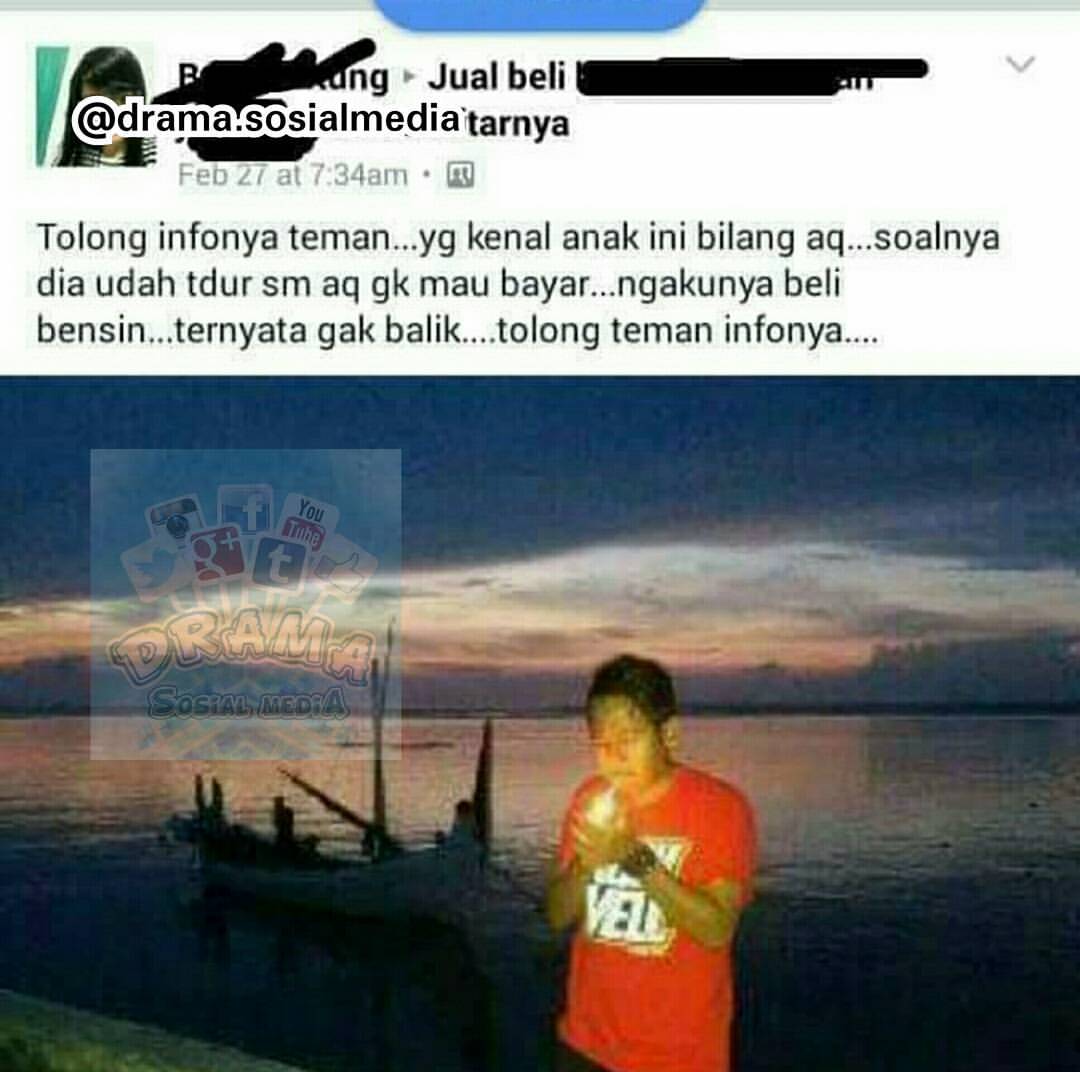 Jual beli
@drama.sosialmedia tarnya
Feb 27 at 7:34am
Tolong infonya teman...yg kenal anak ini bilang aq...soalnya
dia udah tdur sm aq gk mau bayar...ngakunya beli
bensin...ternyata gak balik....tolong teman infonya....
You
Tube
DRAMA
SOSIAL MEDIA